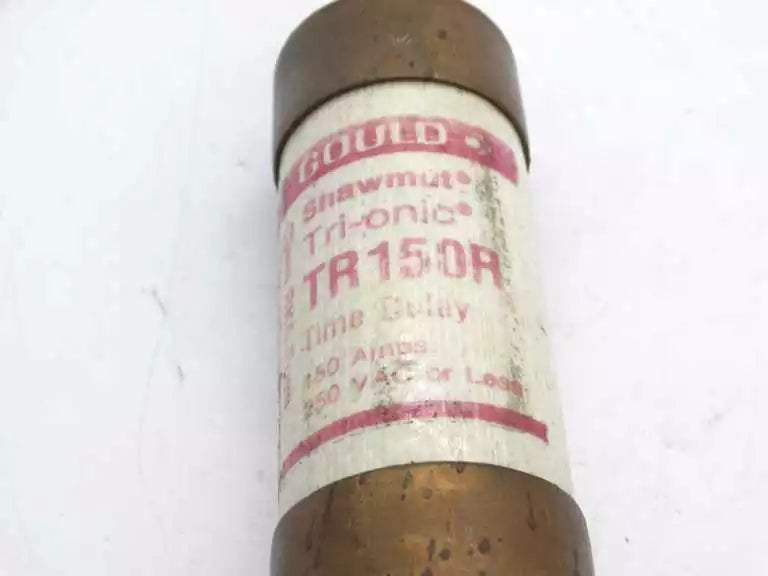 GOULD
Shawmut®
Tri-onic®
TR150R
Time Delay
150 Amps.
250 VAC or Less